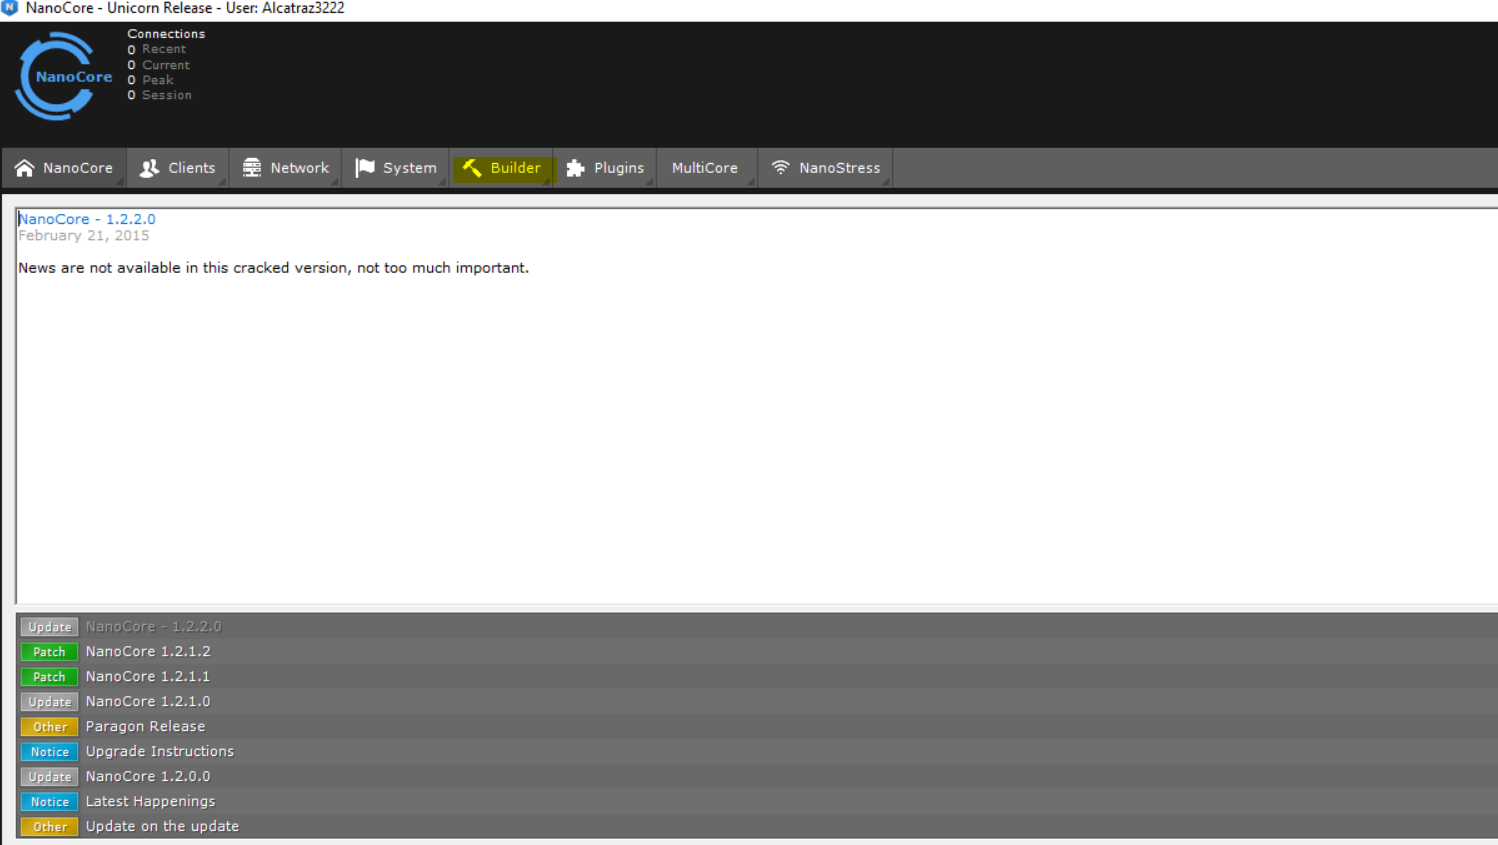 NanoCore - Unicorn Release - User: Alcatraz3222
NanoCore
Connections
0 Recent
0 Current
0 Peak
0 Session
NanoCore Clients Network System Builder Plugins MultiCore NanoStress
NanoCore - 1.2.2.0
February 21, 2015
News are not available in this cracked version, not too much important.
Update NanoCore - 1.2.2.0
Patch NanoCore 1.2.1.2
Patch NanoCore 1.2.1.1
Update NanoCore 1.2.1.0
Other Paragon Release
Notice Upgrade Instructions
Update NanoCore 1.2.0.0
Notice Latest Happenings
Other Update on the update